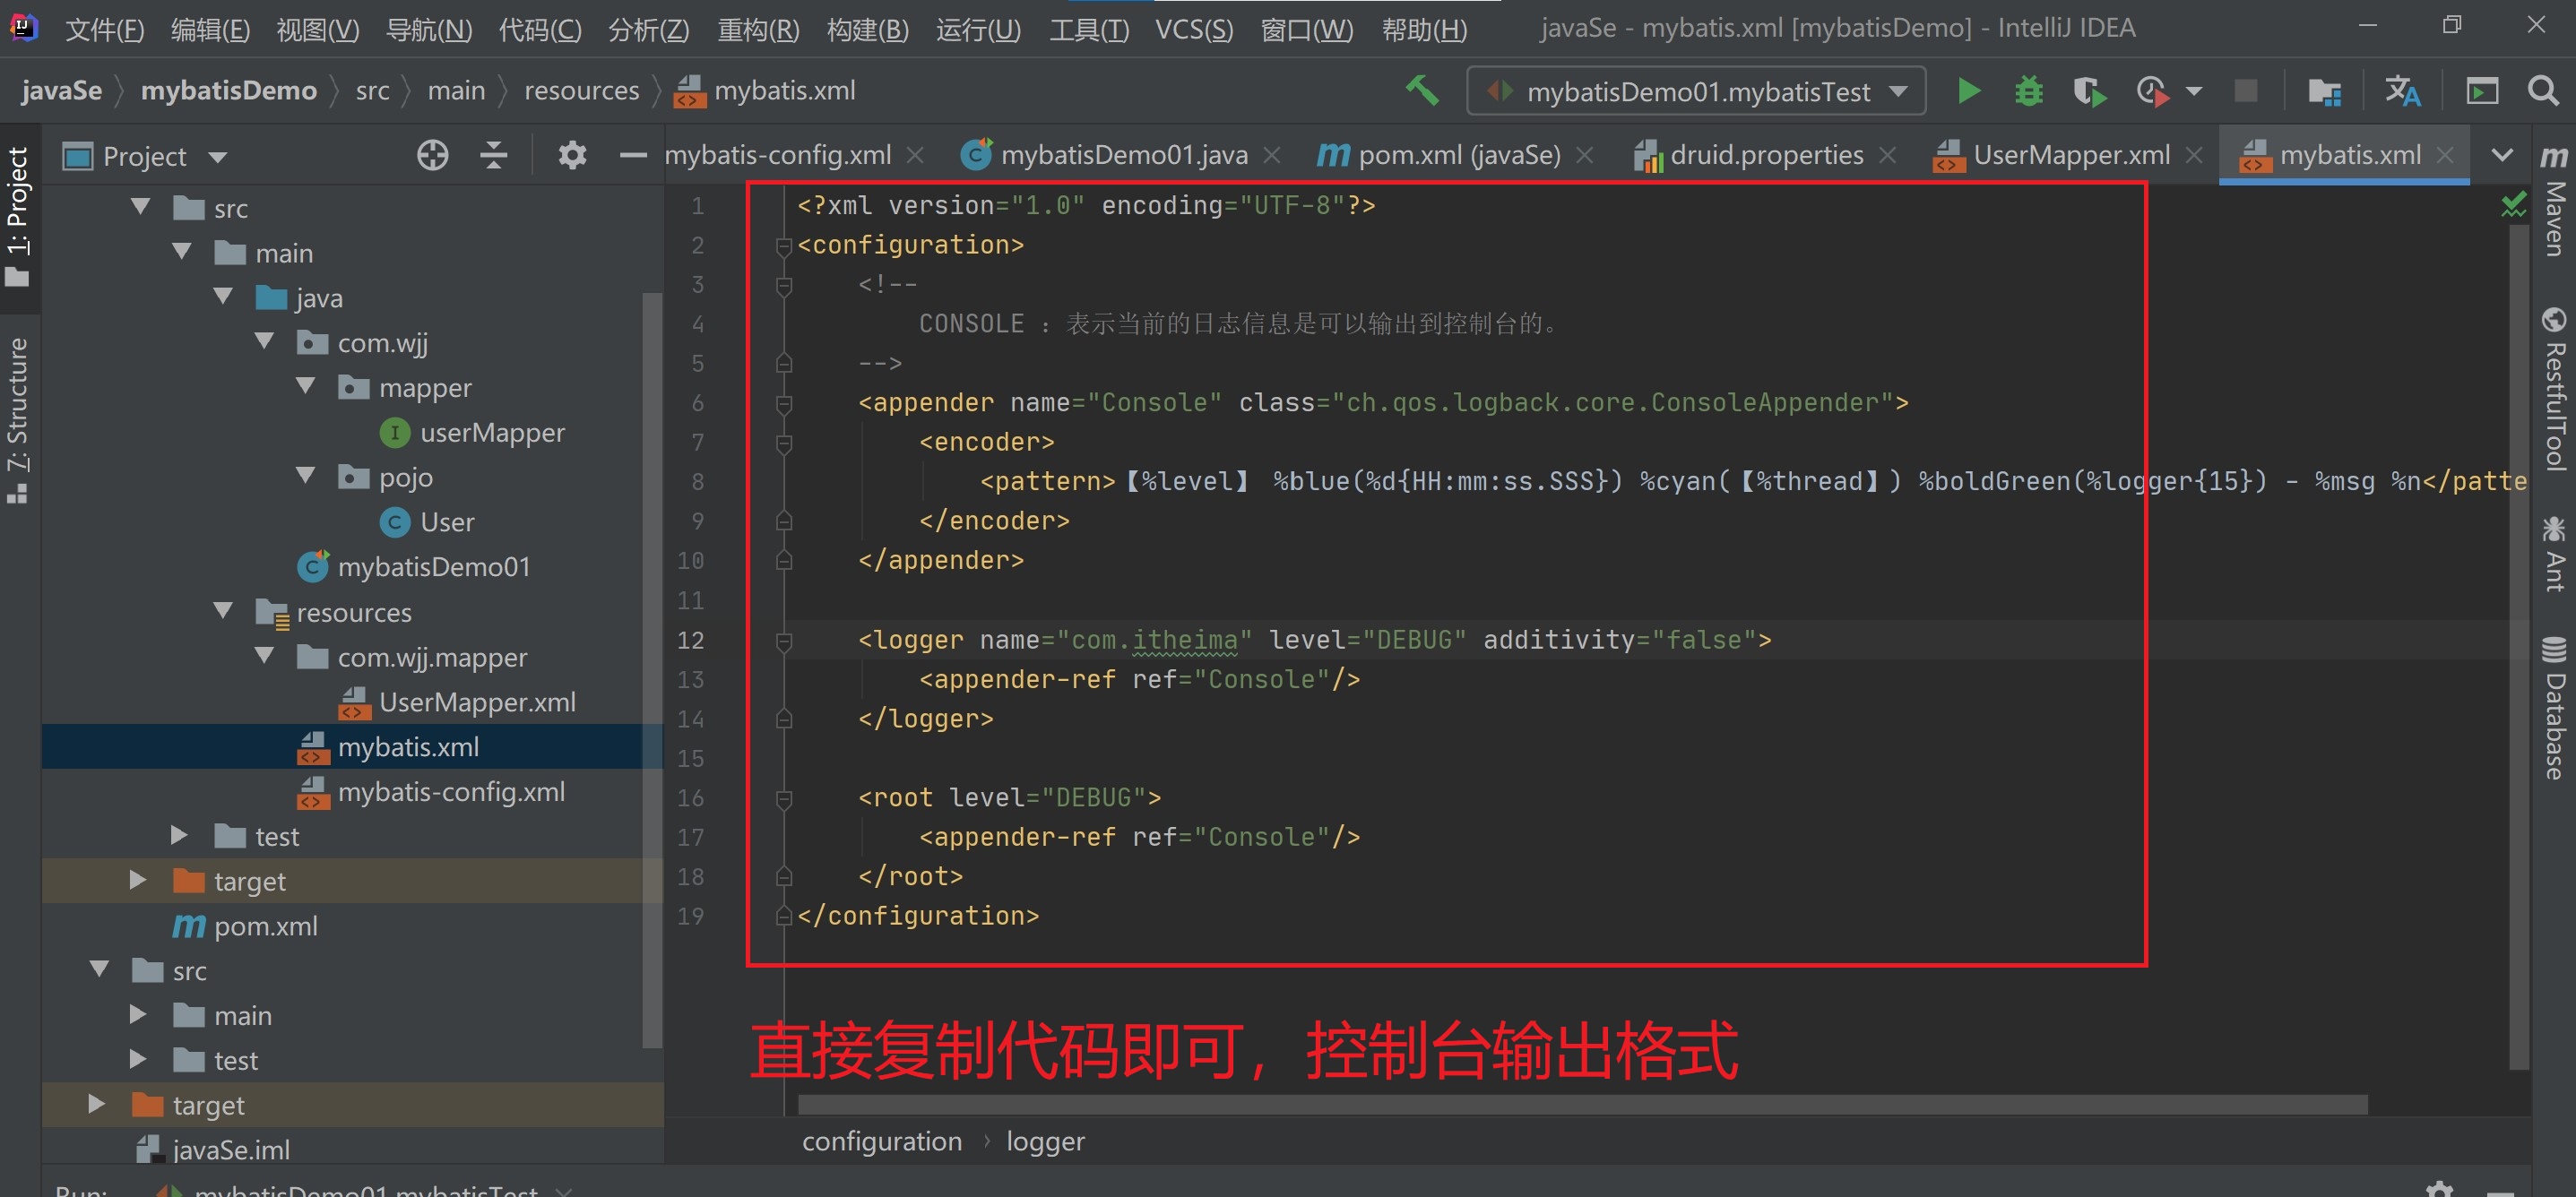 文件(F) 编辑(E) 视图(V) 导航(N) 代码(C) 分析(Z) 重构(R) 构建(B) 运行(U) 工具(T) VCS(S) 窗口(W) 帮助(H) javaSe - mybatis.xml [mybatisDemo] - IntelliJ IDEA
javaSe mybatisDemo src main resources mybatis.xml mybatisDemo01.mybatisTest
1: Project
7: Structure
Project
src
main
java
com.wjj
mapper
userMapper
pojo
User
mybatisDemo01
resources
com.wjj.mapper
UserMapper.xml
mybatis.xml
mybatis-config.xml
test
target
pom.xml
src
main
test
target
javaSe.iml
mybatis-config.xml mybatisDemo01.java pom.xml (javaSe) druid.properties UserMapper.xml mybatis.xml
1 <?xml version="1.0" encoding="UTF-8"?>
2 <configuration>
3 <!--
4 CONSOLE ：表示当前的日志信息是可以输出到控制台的。
5 -->
6 <appender name="Console" class="ch.qos.logback.core.ConsoleAppender">
7 <encoder>
8 <pattern>【%level】 %blue(%d{HH:mm:ss.SSS}) %cyan(【%thread】) %boldGreen(%logger{15}) - %msg %n</patte
9 </encoder>
10 </appender>
11
12 <logger name="com.itheima" level="DEBUG" additivity="false">
13 <appender-ref ref="Console"/>
14 </logger>
15
16 <root level="DEBUG">
17 <appender-ref ref="Console"/>
18 </root>
19 </configuration>
直接复制代码即可，控制台输出格式
configuration › logger
Maven
RestfulTool
Ant
Database
Run: mybatisDemo01.mybatisTest